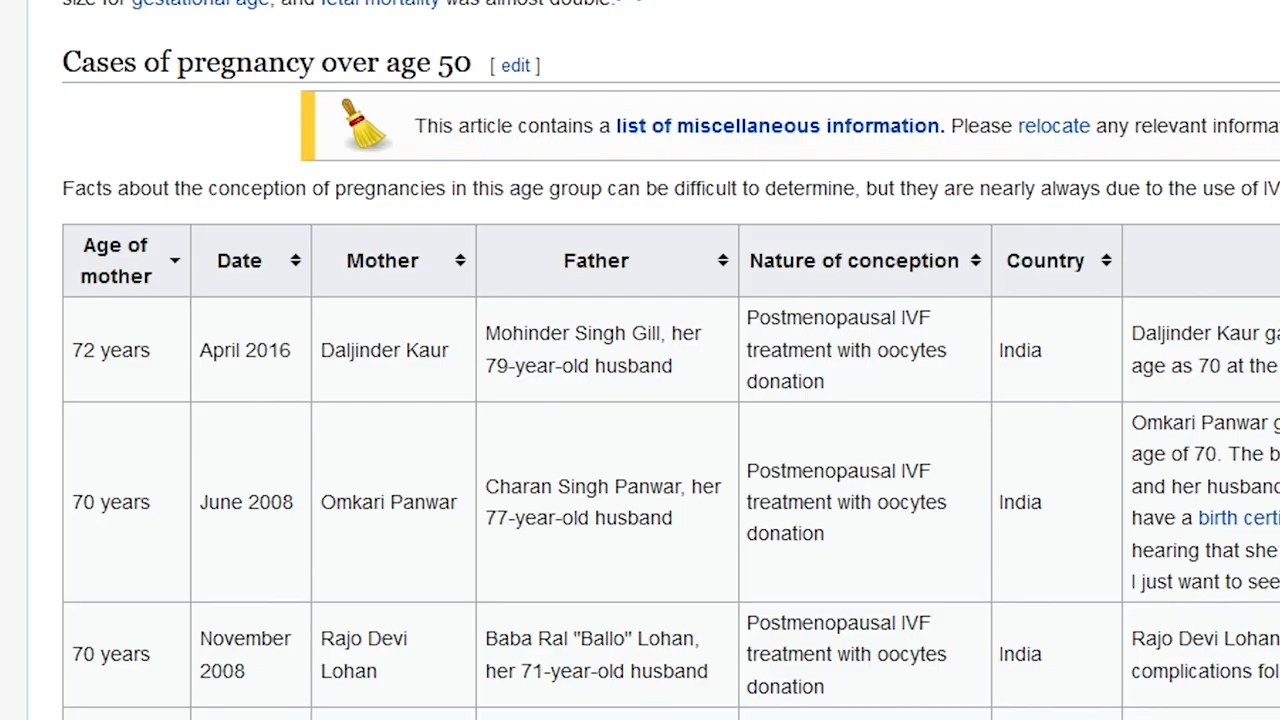 size for gestational age, and fetal mortality was almost double.
Cases of pregnancy over age 50 [ edit ]
This article contains a list of miscellaneous information. Please relocate any relevant informa
Facts about the conception of pregnancies in this age group can be difficult to determine, but they are nearly always due to the use of IV
Age of
mother
Date
Mother
Father
Nature of conception
Country
72 years
April 2016
Daljinder Kaur
Mohinder Singh Gill, her
79-year-old husband
Postmenopausal IVF
treatment with oocytes
donation
India
Daljinder Kaur ga
age as 70 at the
70 years
June 2008
Omkari Panwar
Charan Singh Panwar, her
77-year-old husband
Postmenopausal IVF
treatment with oocytes
donation
India
Omkari Panwar g
age of 70. The b
and her husband
have a birth certi
hearing that she
I just want to see
70 years
November
2008
Rajo Devi
Lohan
Baba Ral "Ballo" Lohan,
her 71-year-old husband
Postmenopausal IVF
treatment with oocytes
donation
India
Rajo Devi Lohan
complications fol